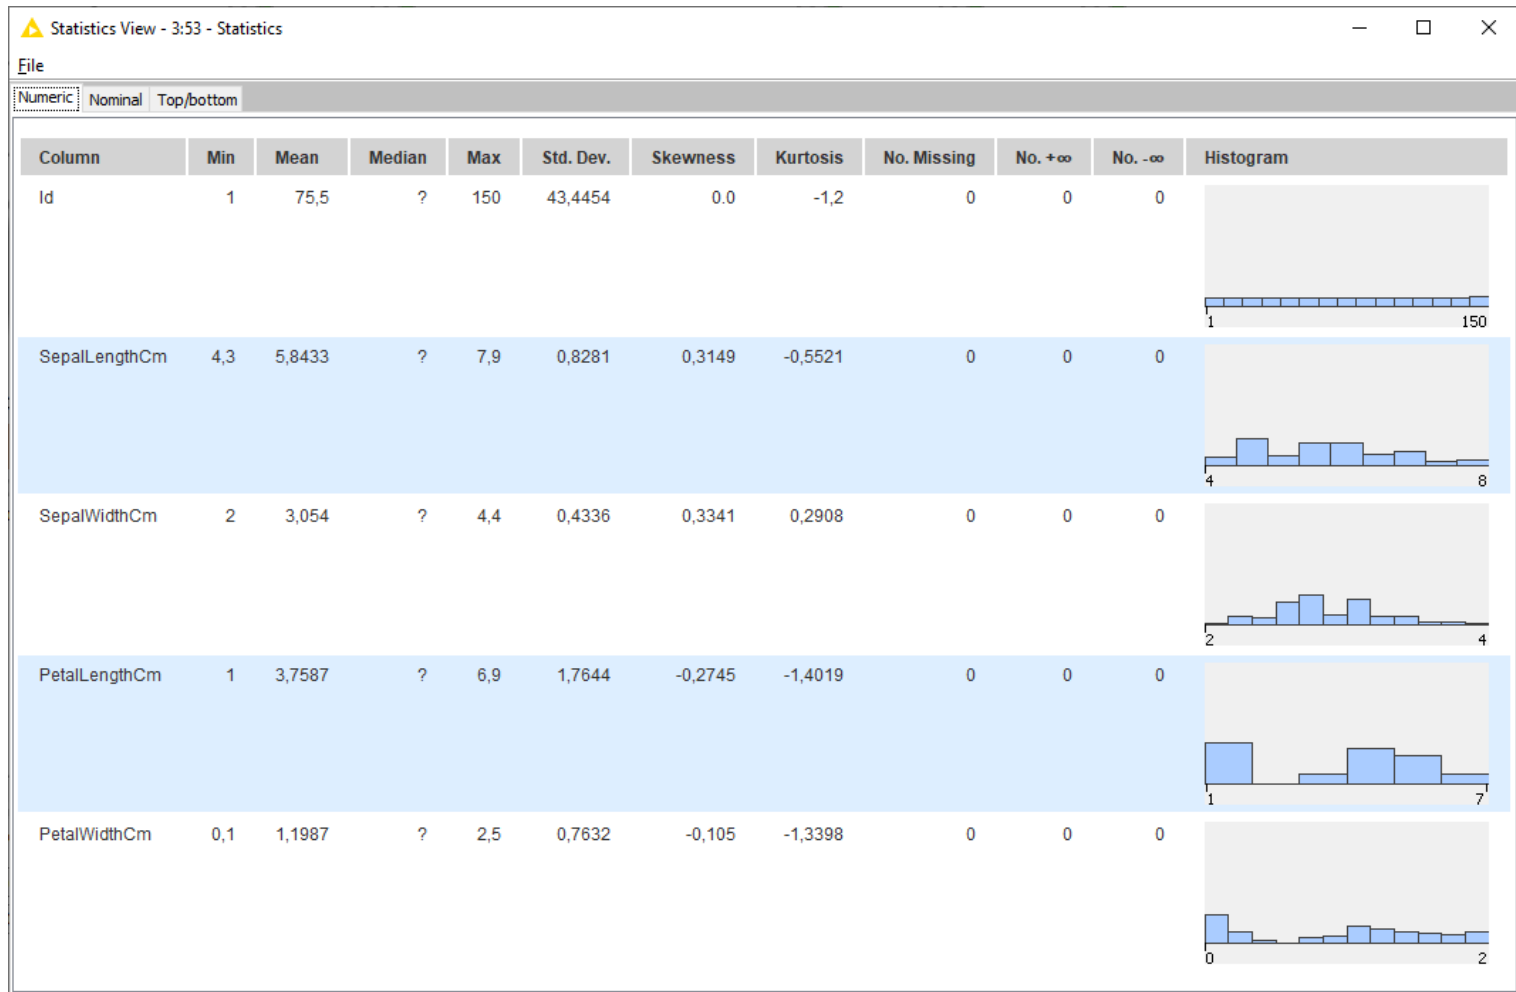 Statistics View - 3:53 - Statistics
File
Numeric Nominal Top/bottom
Column Min Mean Median Max Std. Dev. Skewness Kurtosis No. Missing No. +∞ No. -∞ Histogram
Id 1 75,5 ? 150 43,4454 0.0 -1,2 0 0 0
1 150
SepalLengthCm 4,3 5,8433 ? 7,9 0,8281 0,3149 -0,5521 0 0 0
4 8
SepalWidthCm 2 3,054 ? 4,4 0,4336 0,3341 0,2908 0 0 0
2 4
PetalLengthCm 1 3,7587 ? 6,9 1,7644 -0,2745 -1,4019 0 0 0
1 7
PetalWidthCm 0,1 1,1987 ? 2,5 0,7632 -0,105 -1,3398 0 0 0
0 2